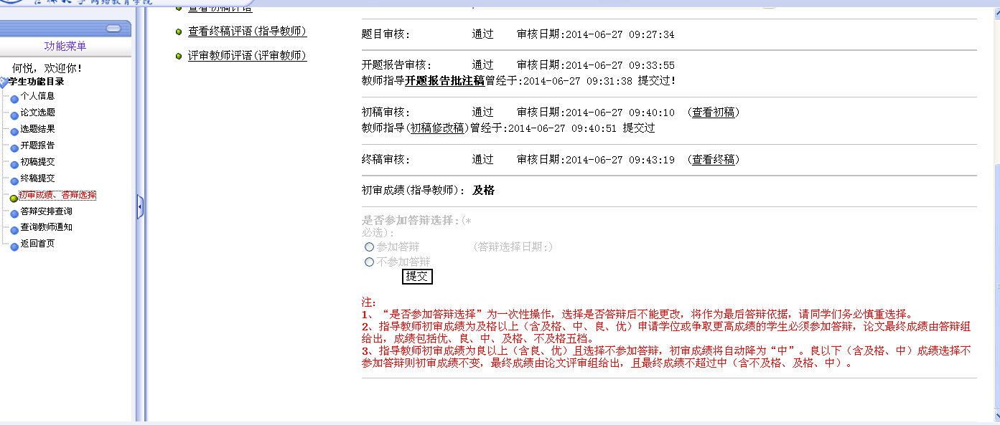 网络教育学院
查看初稿评语
查看终稿评语(指导教师)
评审教师评语(评审教师)
功能菜单
何悦，欢迎你！
学生功能目录
个人信息
论文选题
选题结果
开题报告
初稿提交
终稿提交
初审成绩、答辩选择
答辩安排查询
查询教师通知
返回首页
题目审核： 通过 审核日期:2014-06-27 09:27:34
开题报告审核： 通过 审核日期:2014-06-27 09:33:55
教师指导开题报告批注稿曾经于:2014-06-27 09:31:38 提交过！
初稿审核： 通过 审核日期:2014-06-27 09:40:10 (查看初稿)
教师指导(初稿修改稿)曾经于:2014-06-27 09:40:51 提交过
终稿审核： 通过 审核日期:2014-06-27 09:43:19 (查看终稿)
初审成绩(指导教师)： 及格
是否参加答辩选择:(*
必选)：
参加答辩 (答辩选择日期:)
不参加答辩
提交
注：
1、“是否参加答辩选择”为一次性操作，选择是否答辩后不能更改，将作为最后答辩依据，请同学们务必慎重选择。
2、指导教师初审成绩为及格以上（含及格、中、良、优）申请学位或争取更高成绩的学生必须参加答辩，论文最终成绩由答辩组
给出，成绩包括优、良、中、及格、不及格五档。
3、指导教师初审成绩为良以上（含良、优）且选择不参加答辩，初审成绩将自动降为“中”。良以下（含及格、中）成绩选择不
参加答辩则初审成绩不变，最终成绩由论文评审组给出，且最终成绩不超过中（含不及格、及格、中）。